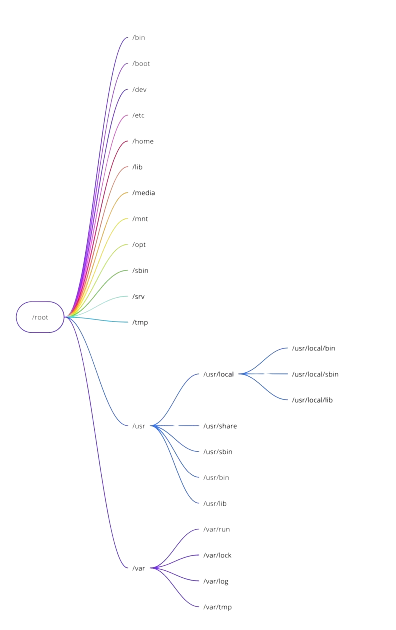 /bin
/boot
/dev
/etc
/home
/lib
/media
/mnt
/opt
/sbin
/srv
/root
/tmp
/usr/local/bin
/usr/local
/usr/local/sbin
/usr/local/lib
/usr
/usr/share
/usr/sbin
/usr/bin
/usr/lib
/var/run
/var/lock
/var
/var/log
/var/tmp